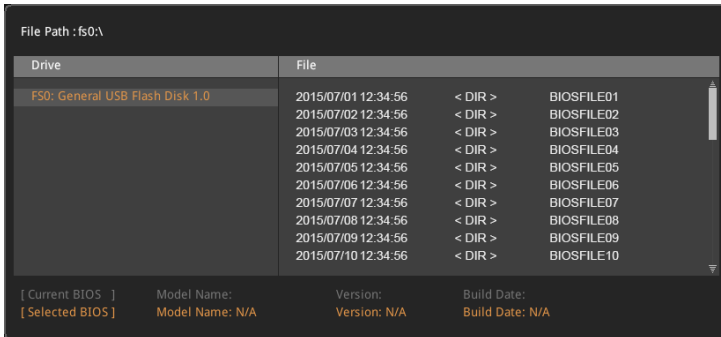 File Path : fs0:\
Drive File
FS0: General USB Flash Disk 1.0
2015/07/01 12:34:56 < DIR > BIOSFILE01
2015/07/02 12:34:56 < DIR > BIOSFILE02
2015/07/03 12:34:56 < DIR > BIOSFILE03
2015/07/04 12:34:56 < DIR > BIOSFILE04
2015/07/05 12:34:56 < DIR > BIOSFILE05
2015/07/06 12:34:56 < DIR > BIOSFILE06
2015/07/07 12:34:56 < DIR > BIOSFILE07
2015/07/08 12:34:56 < DIR > BIOSFILE08
2015/07/09 12:34:56 < DIR > BIOSFILE09
2015/07/10 12:34:56 < DIR > BIOSFILE10
[ Current BIOS ] Model Name: Version: Build Date:
[ Selected BIOS ] Model Name: N/A Version: N/A Build Date: N/A